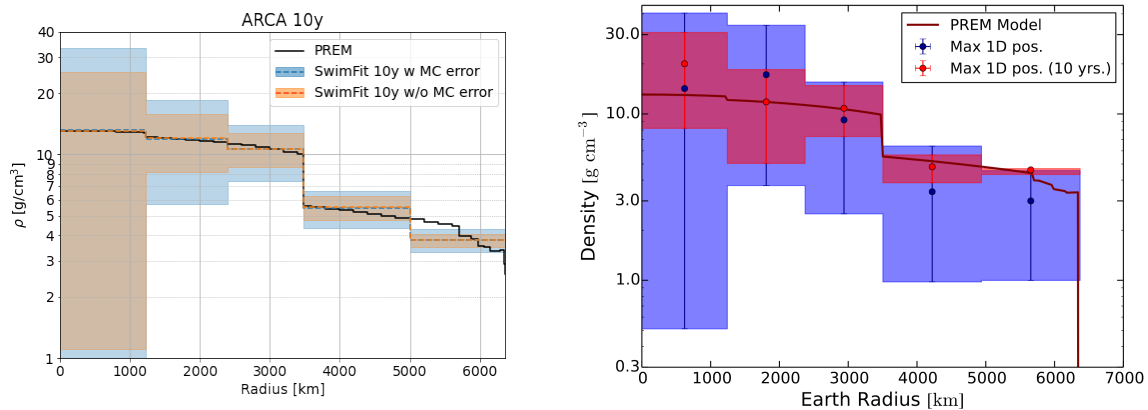 ARCA 10y
40
30
20
10
9
8
7
6
5
4
3
2
1
ρ [g/cm³]
PREM
SwimFit 10y w MC error
SwimFit 10y w/o MC error
0 1000 2000 3000 4000 5000 6000
Radius [km]
30.0
10.0
3.0
1.0
0.3
Density [g cm⁻³]
PREM Model
Max 1D pos.
Max 1D pos. (10 yrs.)
0 1000 2000 3000 4000 5000 6000 7000
Earth Radius [km]